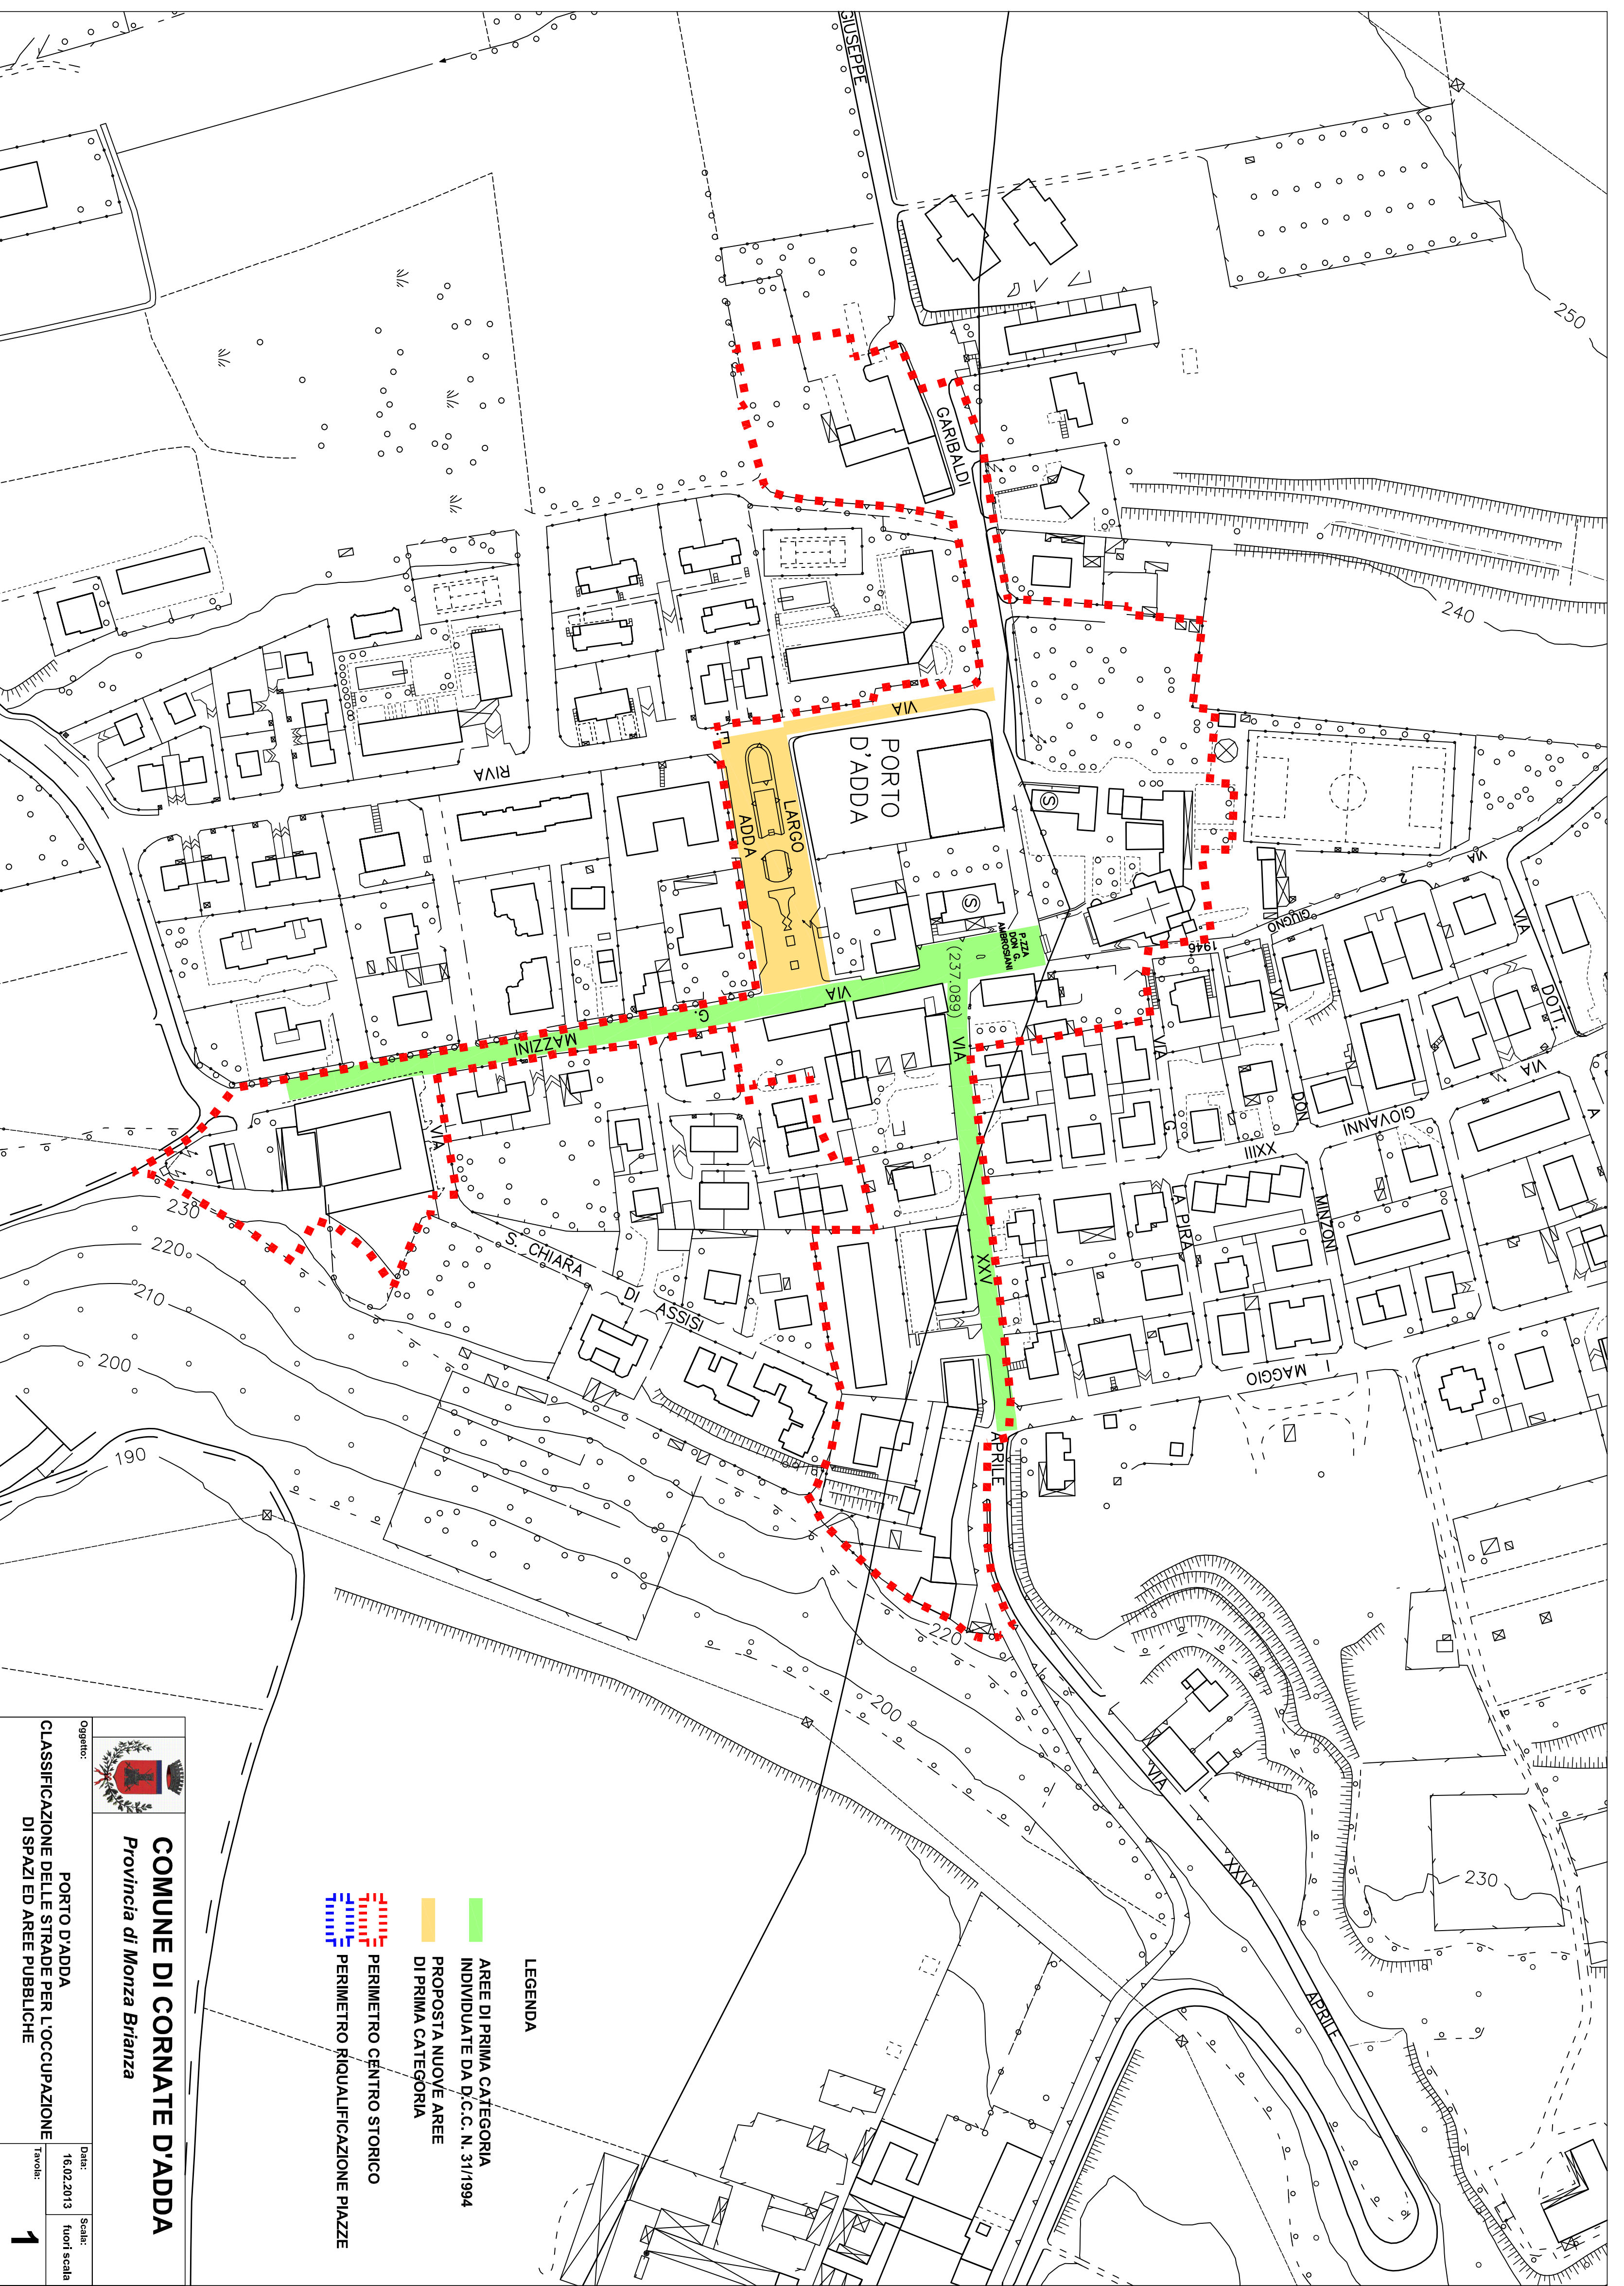 GIUSEPPE
GARIBALDI
250
240
VIA
PORTO
D'ADDA
LARGO
ADDA
RIVA
S
S
P.ZZA
DON G.
AMBROSIANI
(237.089)
VIA
G.
MAZZINI
VIA
2
GIUGNO
1946
VIA
DOTT.
VIA
A
VIA
DON
GIOVANNI
XXIII
MINZONI
VIA
G.
LA PIRA
I
MAGGIO
VIA
XXV
APRILE
VIA
S. CHIARA
DI
ASSISI
230
220
210
200
190
220
200
VIA
XXV
APRILE
230
LEGENDA
AREE DI PRIMA CATEGORIA
INDIVIDUATE DA D.C.C. N. 31/1994
PROPOSTA NUOVE AREE
DI PRIMA CATEGORIA
PERIMETRO CENTRO STORICO
PERIMETRO RIQUALIFICAZIONE PIAZZE
COMUNE DI CORNATE D'ADDA
Provincia di Monza Brianza
Oggetto:
PORTO D'ADDA
CLASSIFICAZIONE DELLE STRADE PER L'OCCUPAZIONE
DI SPAZI ED AREE PUBBLICHE
Data:
16.02.2013
Scala:
fuori scala
Tavola:
1